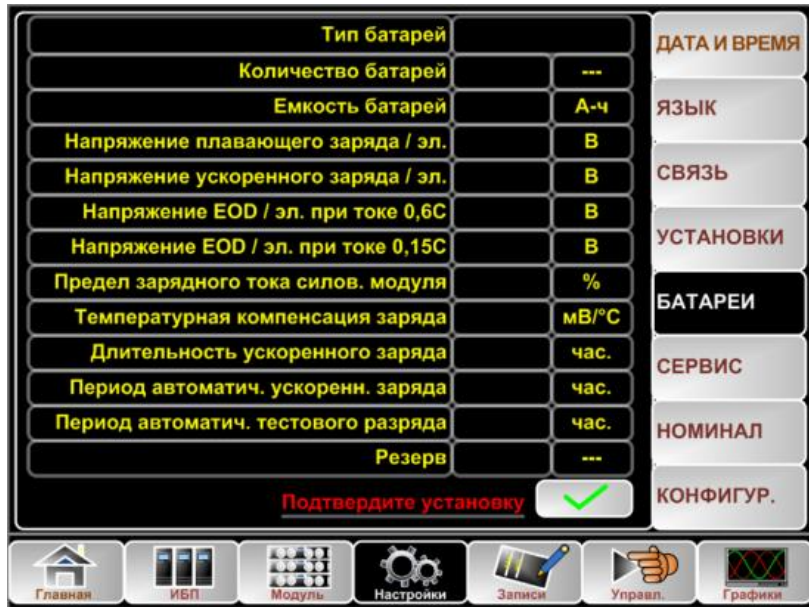 Тип батарей
Количество батарей ---
Емкость батарей А-ч
Напряжение плавающего заряда / эл. В
Напряжение ускоренного заряда / эл. В
Напряжение EOD / эл. при токе 0,6С В
Напряжение EOD / эл. при токе 0,15С В
Предел зарядного тока силов. модуля %
Температурная компенсация заряда мВ/°С
Длительность ускоренного заряда час.
Период автоматич. ускоренн. заряда час.
Период автоматич. тестового разряда час.
Резерв ---
Подтвердите установку
ДАТА И ВРЕМЯ
ЯЗЫК
СВЯЗЬ
УСТАНОВКИ
БАТАРЕИ
СЕРВИС
НОМИНАЛ
КОНФИГУР.
Главная ИБП Модуль Настройки Записи Управл. Графики